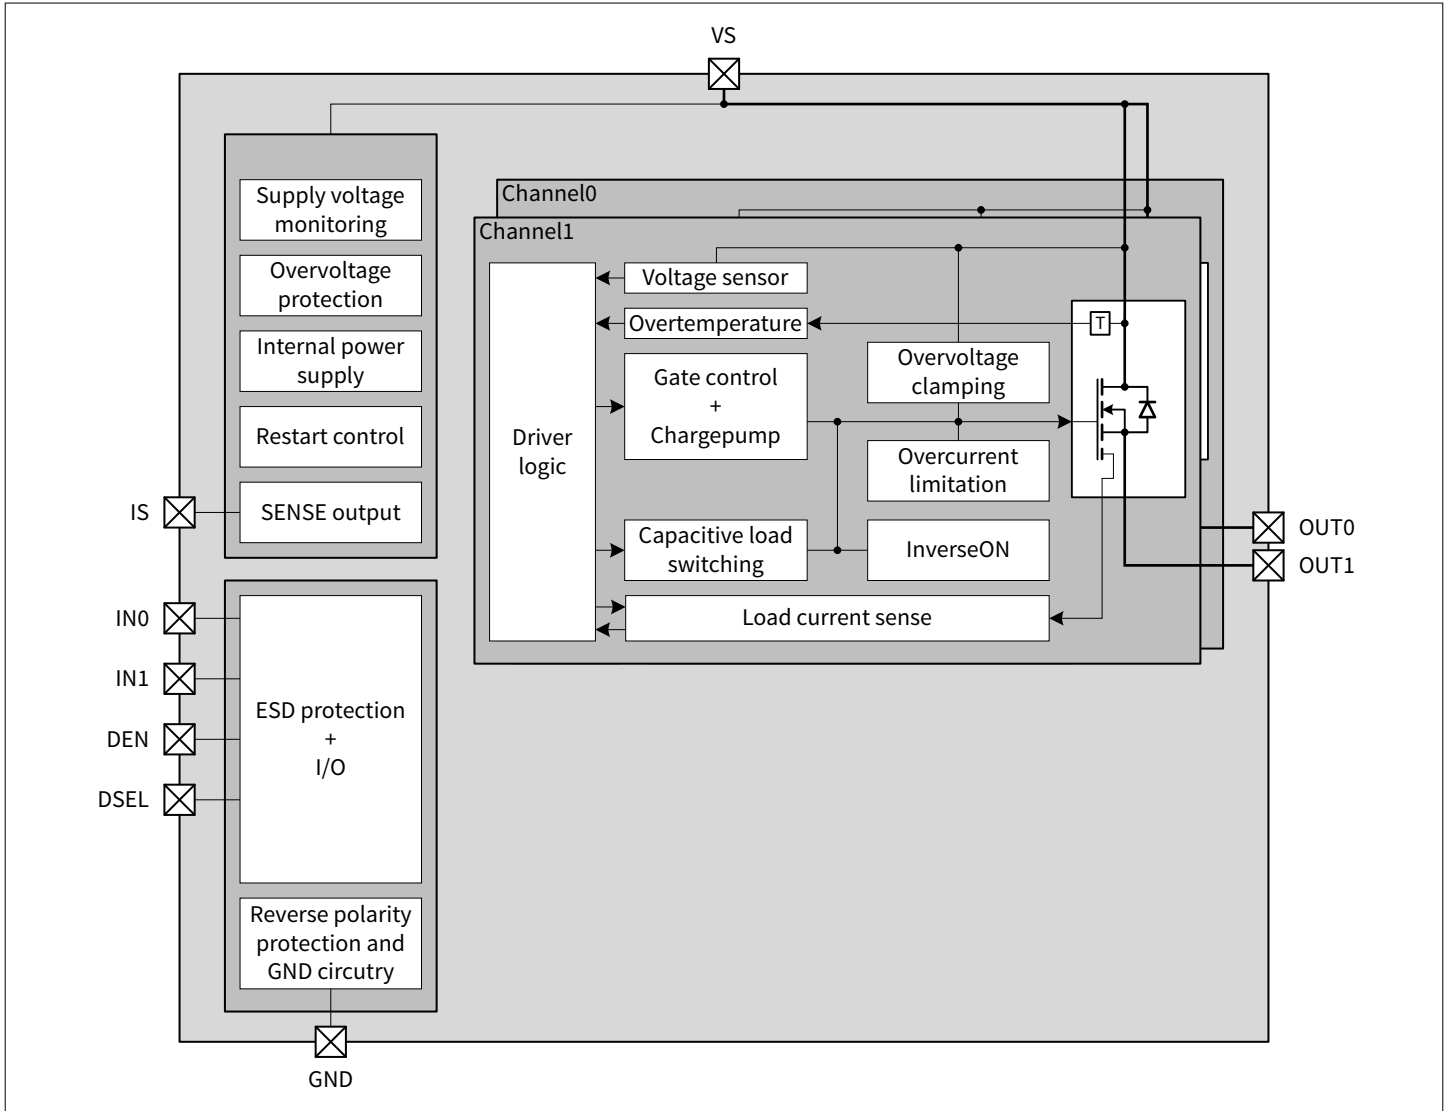 VS
Supply voltage
monitoring
Overvoltage
protection
Internal power
supply
Restart control
SENSE output
IS
Channel0
Channel1
Driver
logic
Voltage sensor
Overtemperature
Gate control
+
Chargepump
Overvoltage
clamping
T
Overcurrent
limitation
Capacitive load
switching
InverseON
Load current sense
OUT0
OUT1
IN0
IN1
DEN
DSEL
ESD protection
+
I/O
Reverse polarity
protection and
GND circutry
GND